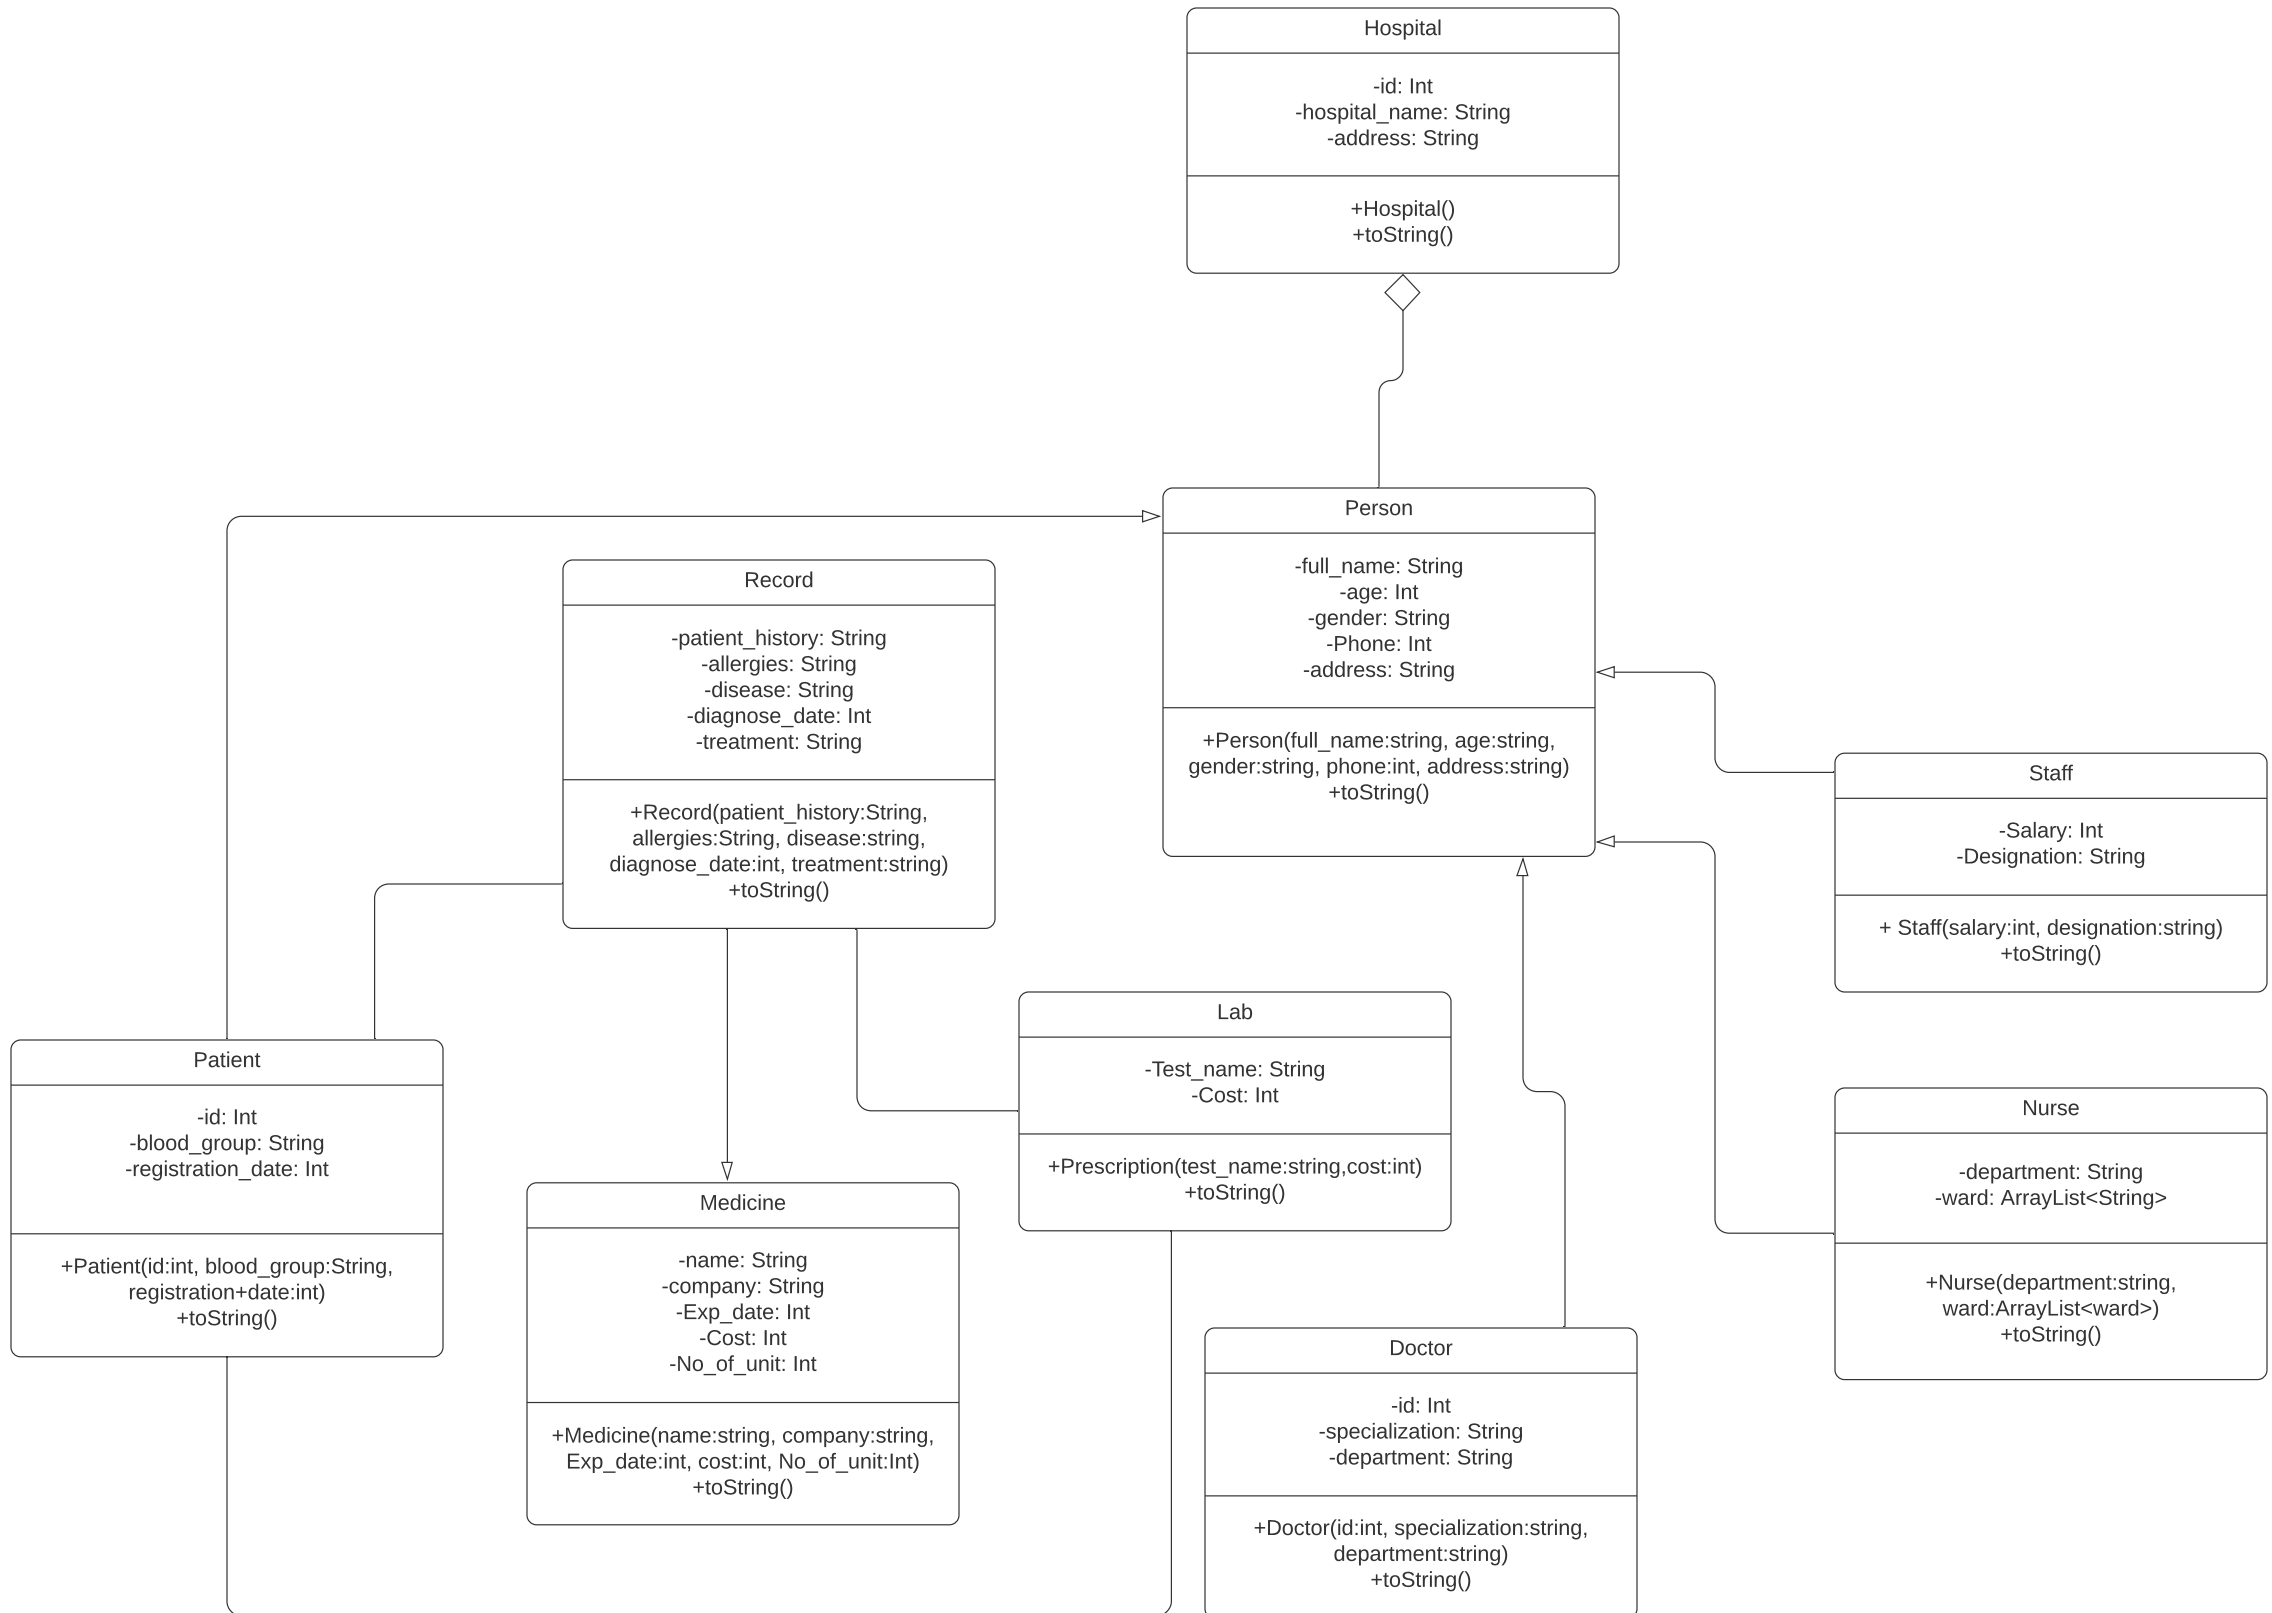 Hospital
-id: Int
-hospital_name: String
-address: String
+Hospital()
+toString()
Person
-full_name: String
-age: Int
-gender: String
-Phone: Int
-address: String
+Person(full_name:string, age:string,
gender:string, phone:int, address:string)
+toString()
Record
-patient_history: String
-allergies: String
-disease: String
-diagnose_date: Int
-treatment: String
+Record(patient_history:String,
allergies:String, disease:string,
diagnose_date:int, treatment:string)
+toString()
Staff
-Salary: Int
-Designation: String
+ Staff(salary:int, designation:string)
+toString()
Lab
-Test_name: String
-Cost: Int
+Prescription(test_name:string,cost:int)
+toString()
Patient
-id: Int
-blood_group: String
-registration_date: Int
+Patient(id:int, blood_group:String,
registration+date:int)
+toString()
Nurse
-department: String
-ward: ArrayList<String>
+Nurse(department:string,
ward:ArrayList<ward>)
+toString()
Medicine
-name: String
-company: String
-Exp_date: Int
-Cost: Int
-No_of_unit: Int
+Medicine(name:string, company:string,
Exp_date:int, cost:int, No_of_unit:Int)
+toString()
Doctor
-id: Int
-specialization: String
-department: String
+Doctor(id:int, specialization:string,
department:string)
+toString()